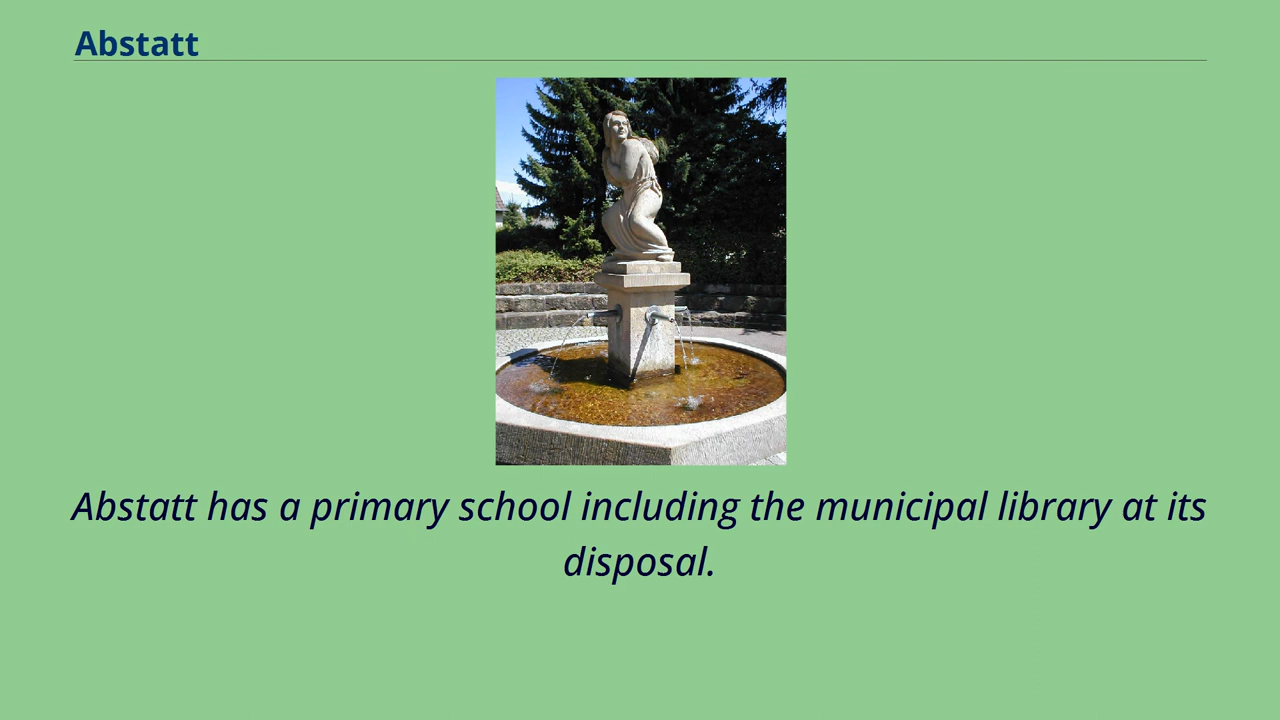 Abstatt
Abstatt has a primary school including the municipal library at its
disposal.